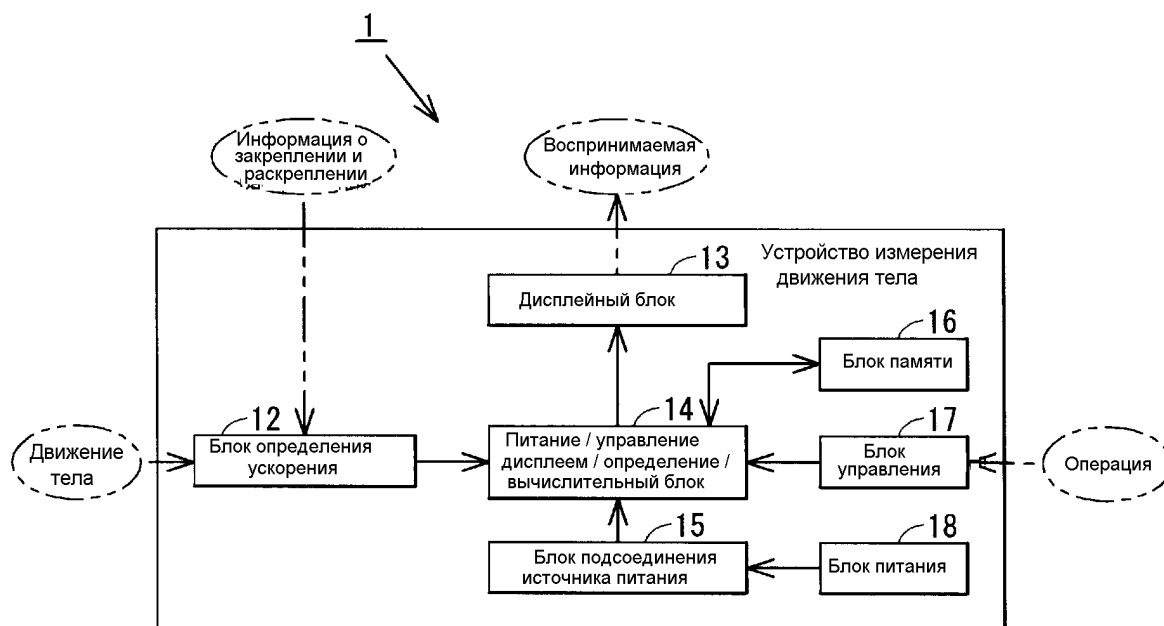 1
Информация о
закреплении и
раскреплении
Воспринимаемая
информация
Устройство измерения
движения тела
13
Дисплейный блок
16
Блок памяти
12
Блок определения
ускорения
14
Питание / управление
дисплеем / определение /
вычислительный блок
17
Блок
управления
Движение
тела
Операция
15
Блок подсоединения
источника питания
18
Блок питания